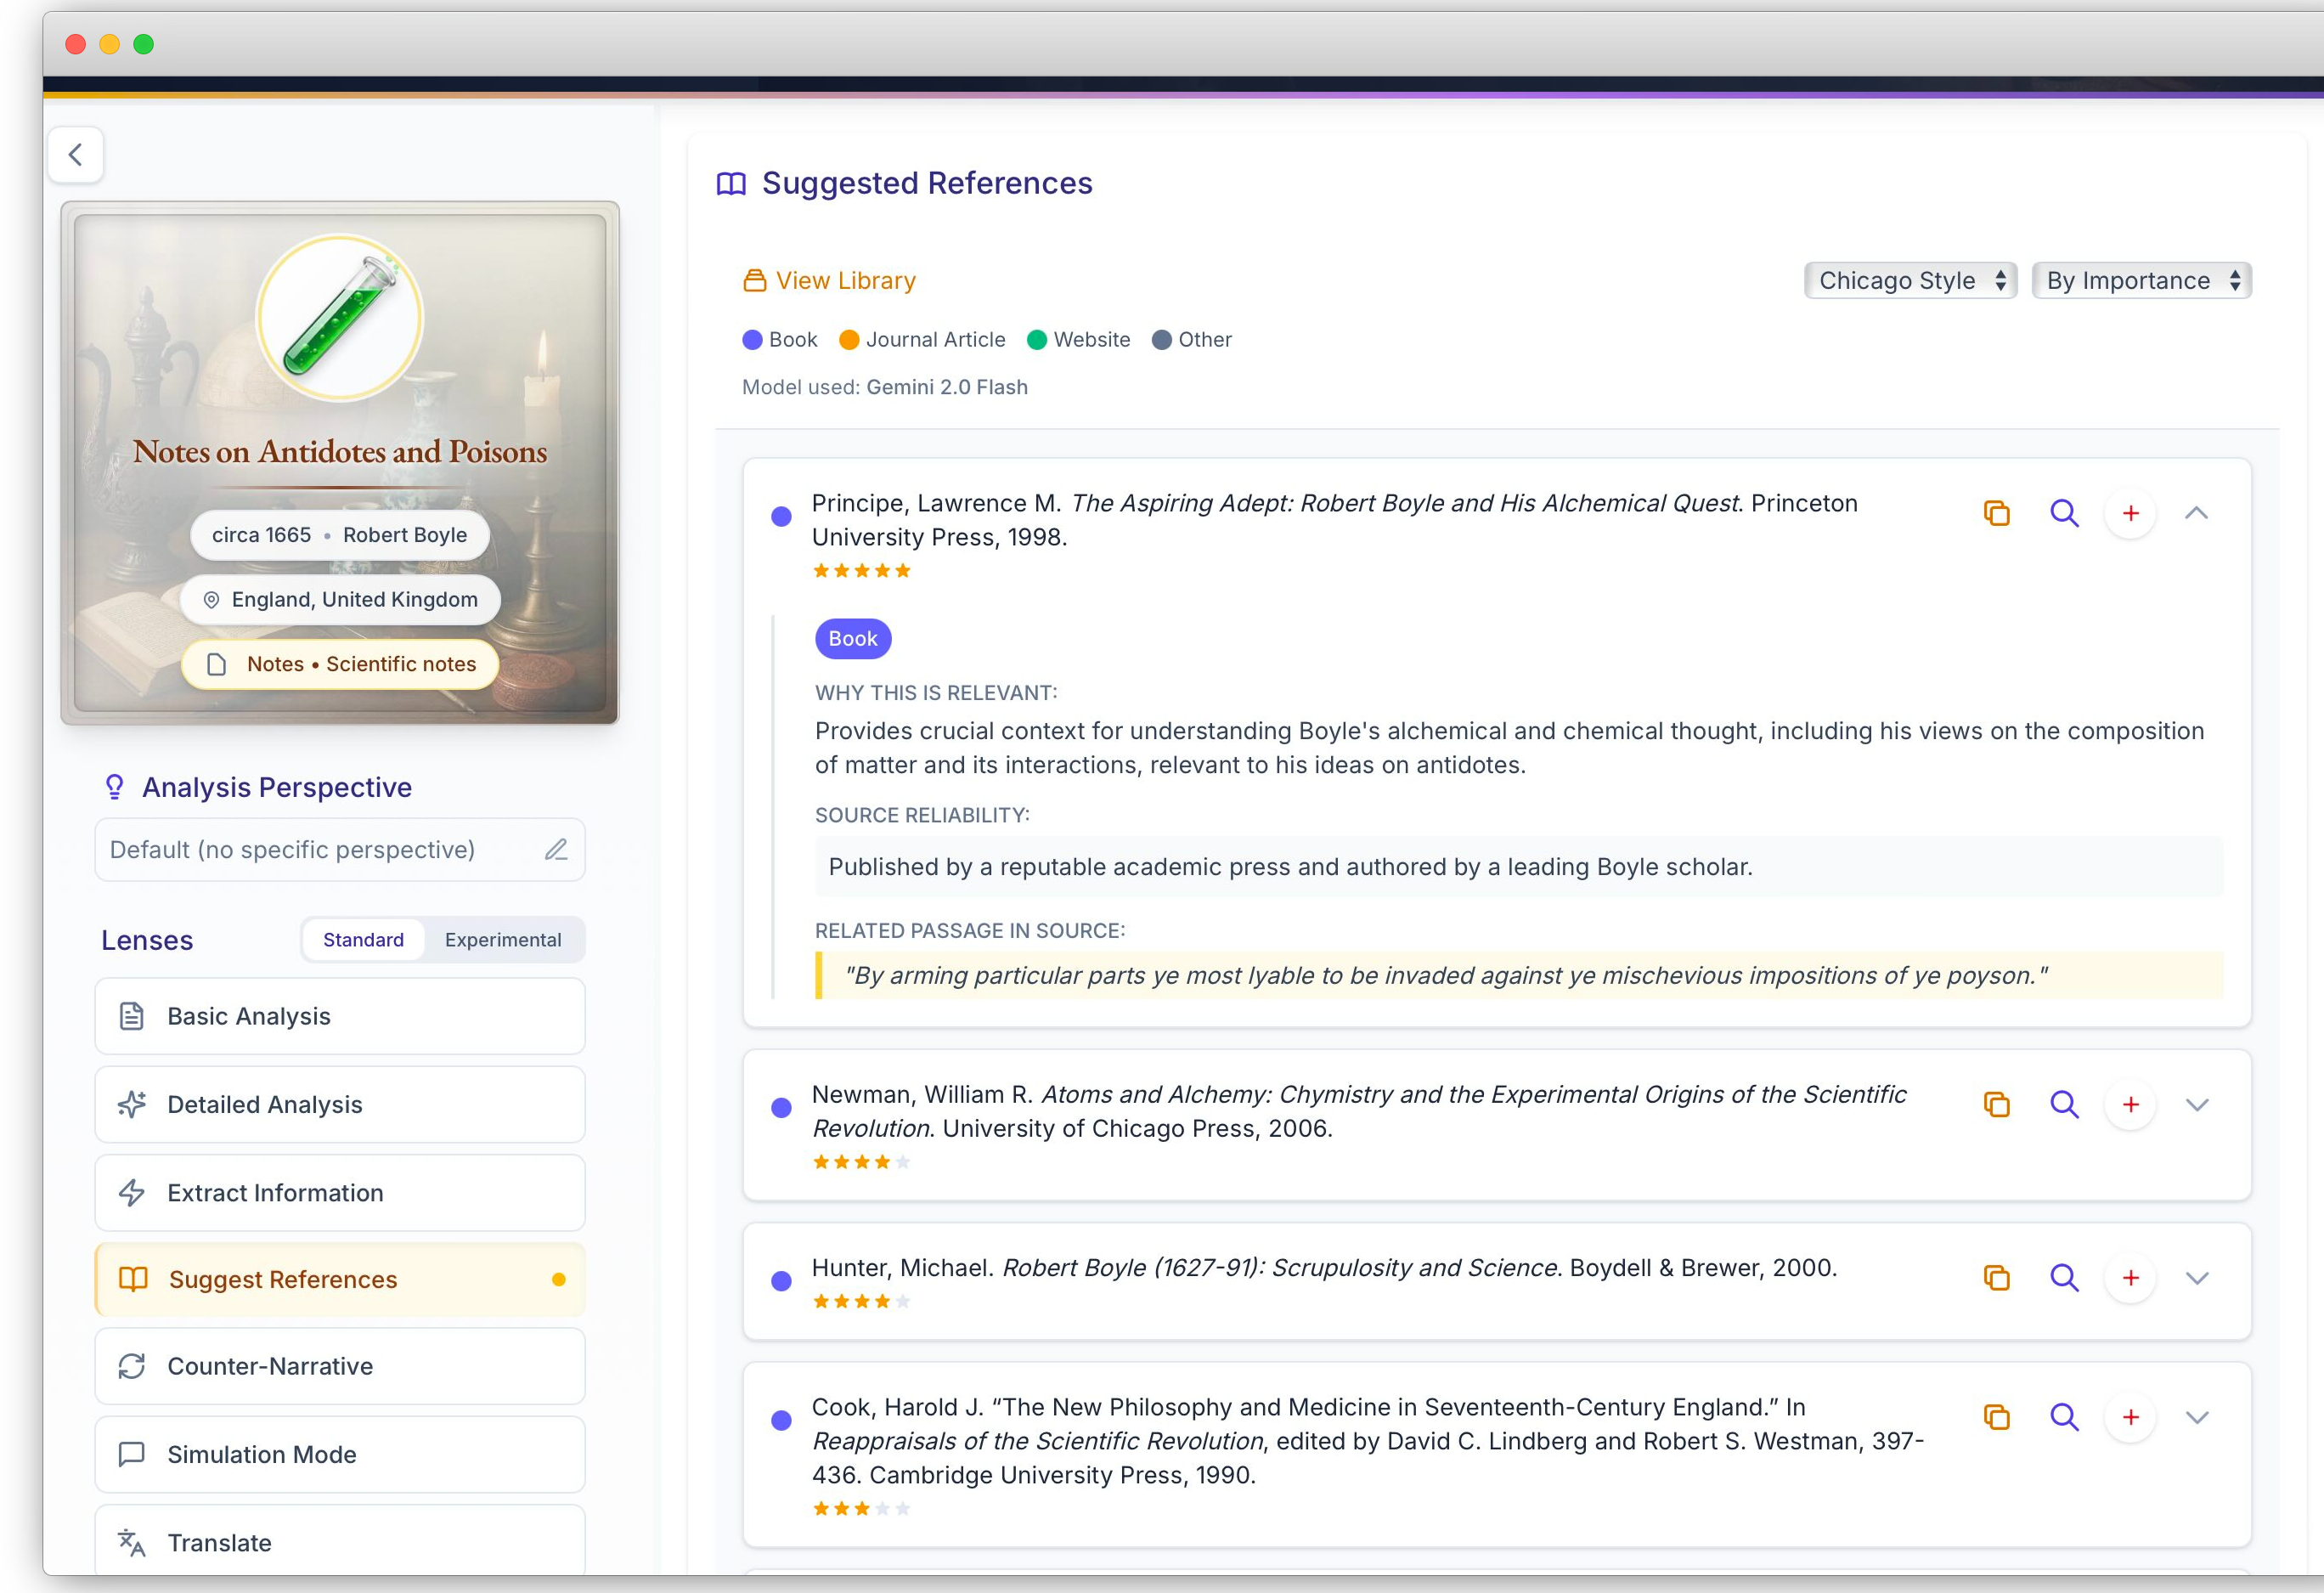 Notes on Antidotes and Poisons
circa 1665 • Robert Boyle
England, United Kingdom
Notes • Scientific notes
Analysis Perspective
Default (no specific perspective)
Lenses
Standard
Experimental
Basic Analysis
Detailed Analysis
Extract Information
Suggest References
Counter-Narrative
Simulation Mode
Translate
Suggested References
View Library
Chicago Style
By Importance
Book
Journal Article
Website
Other
Model used: Gemini 2.0 Flash
Principe, Lawrence M. The Aspiring Adept: Robert Boyle and His Alchemical Quest. Princeton
University Press, 1998.
Book
WHY THIS IS RELEVANT:
Provides crucial context for understanding Boyle's alchemical and chemical thought, including his views on the composition
of matter and its interactions, relevant to his ideas on antidotes.
SOURCE RELIABILITY:
Published by a reputable academic press and authored by a leading Boyle scholar.
RELATED PASSAGE IN SOURCE:
"By arming particular parts ye most lyable to be invaded against ye mischevious impositions of ye poyson."
Newman, William R. Atoms and Alchemy: Chymistry and the Experimental Origins of the Scientific
Revolution. University of Chicago Press, 2006.
Hunter, Michael. Robert Boyle (1627-91): Scrupulosity and Science. Boydell & Brewer, 2000.
Cook, Harold J. “The New Philosophy and Medicine in Seventeenth-Century England.” In
Reappraisals of the Scientific Revolution, edited by David C. Lindberg and Robert S. Westman, 397-
436. Cambridge University Press, 1990.